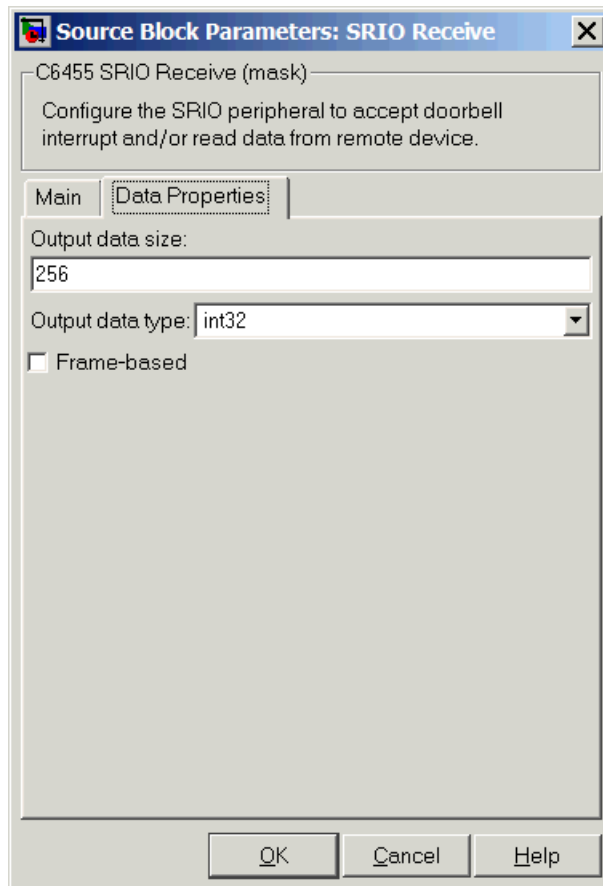 Source Block Parameters: SRIO Receive
C6455 SRIO Receive (mask)
Configure the SRIO peripheral to accept doorbell
interrupt and/or read data from remote device.
Main Data Properties
Output data size:
256
Output data type: int32
Frame-based
OK Cancel Help